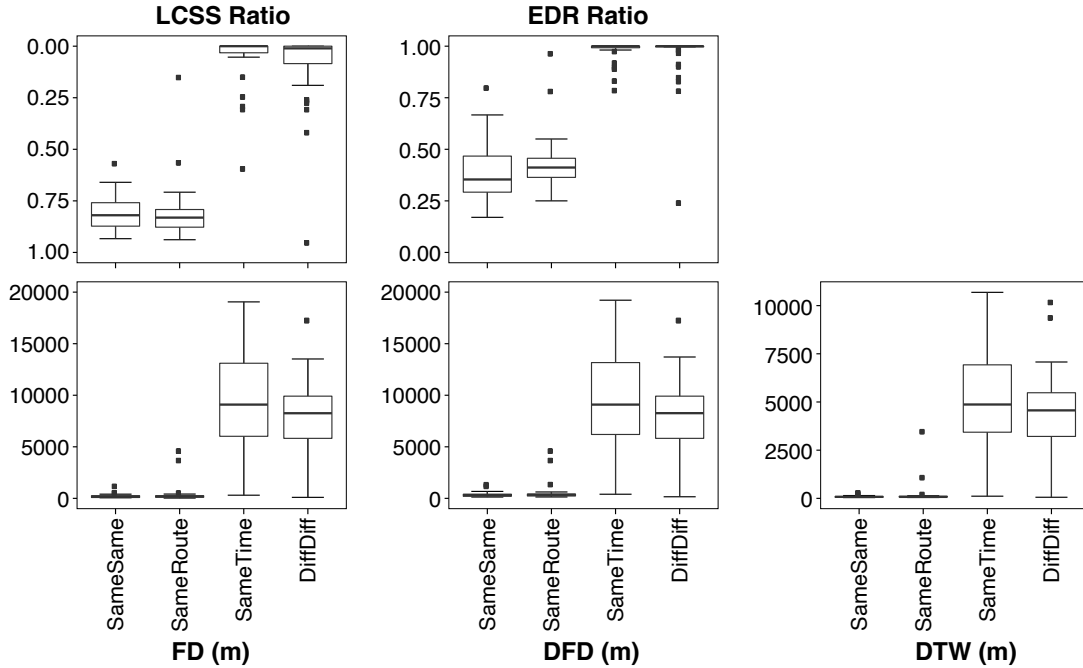 LCSS Ratio
EDR Ratio
0.00
0.25
0.50
0.75
1.00
1.00
0.75
0.50
0.25
0.00
20000
15000
10000
5000
0
20000
15000
10000
5000
0
10000
7500
5000
2500
0
SameSame
SameRoute
SameTime
DiffDiff
SameSame
SameRoute
SameTime
DiffDiff
SameSame
SameRoute
SameTime
DiffDiff
FD (m)
DFD (m)
DTW (m)